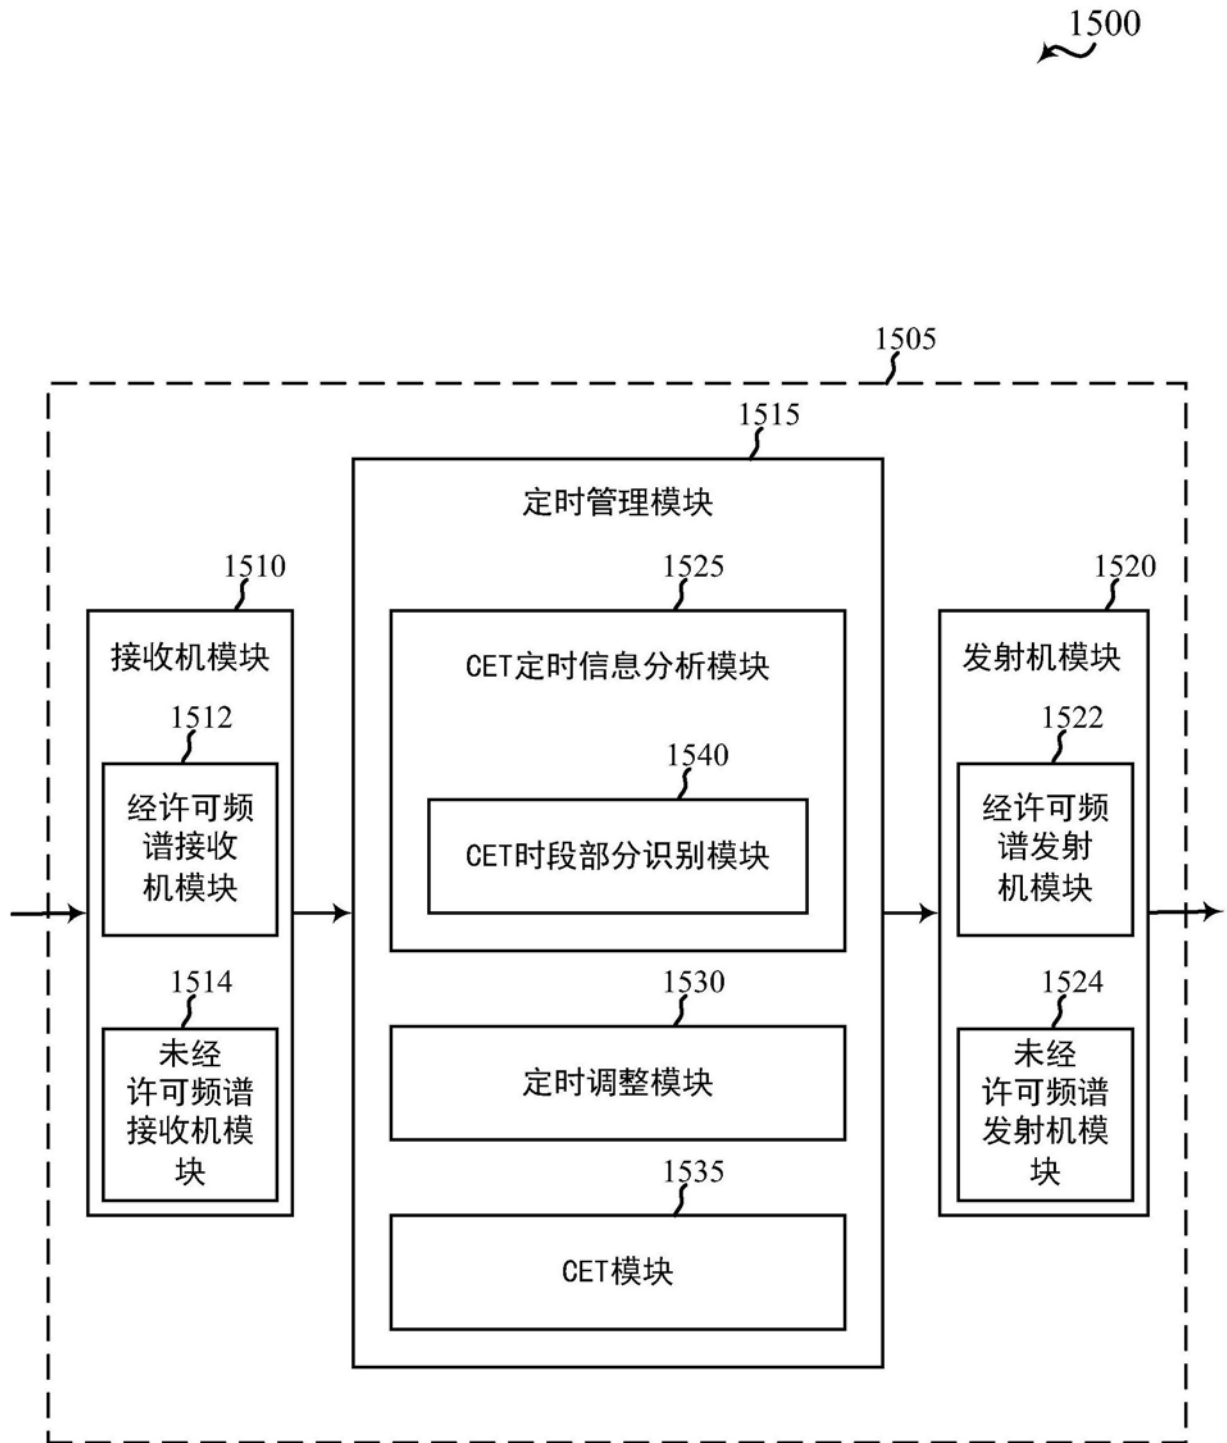 1500
1505
1515
定时管理模块
1510
接收机模块
1512
经许可频
谱接收
机模块
1514
未经
许可频谱
接收机模
块
1525
CET定时信息分析模块
1540
CET时段部分识别模块
1530
定时调整模块
1535
CET模块
1520
发射机模块
1522
经许可频
谱发射
机模块
1524
未经
许可频谱
发射机模
块